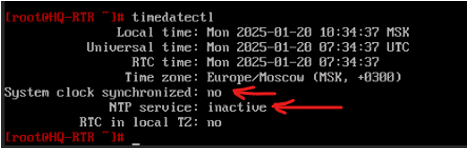 [root@HQ-RTR ~]# timedatectl
Local time: Mon 2025-01-20 10:34:37 MSK
Universal time: Mon 2025-01-20 07:34:37 UTC
RTC time: Mon 2025-01-20 07:34:37
Time zone: Europe/Moscow (MSK, +0300)
System clock synchronized: no
NTP service: inactive
RTC in local TZ: no
[root@HQ-RTR ~]# _